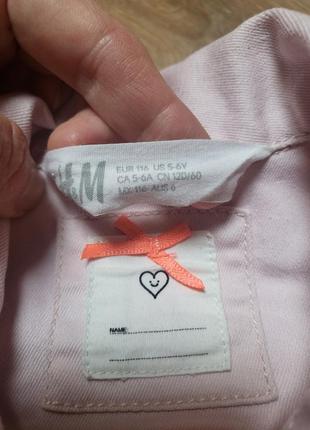 H&M
EUR 116 US 5-6Y
CA 5-6A CN 120/60
MX 116 AUS 6
NAME: